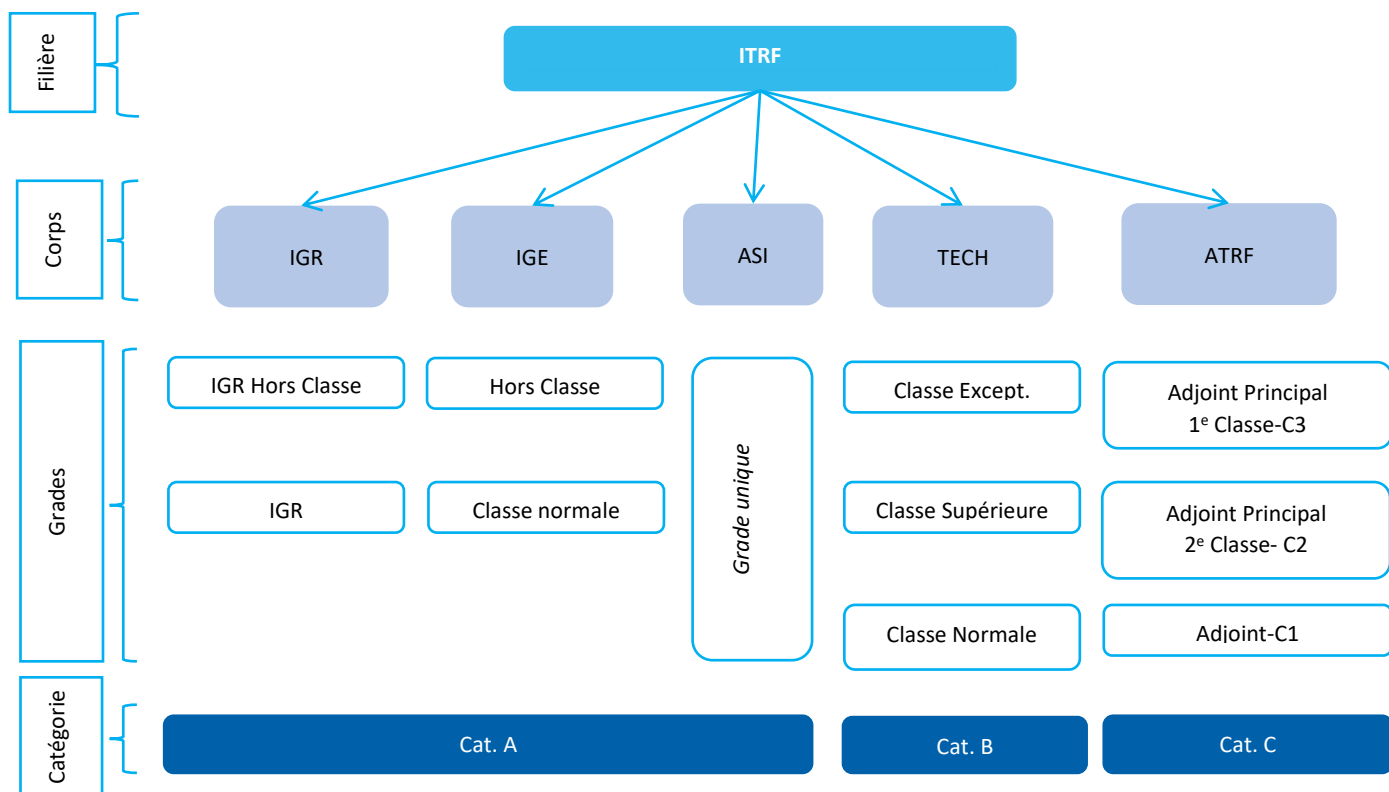 Filière
ITRF
Corps
IGR
IGE
ASI
TECH
ATRF
Grades
IGR Hors Classe
Hors Classe
Grade unique
Classe Except.
Adjoint Principal
1e Classe-C3
IGR
Classe normale
Classe Supérieure
Adjoint Principal
2e Classe- C2
Classe Normale
Adjoint-C1
Catégorie
Cat. A
Cat. B
Cat. C